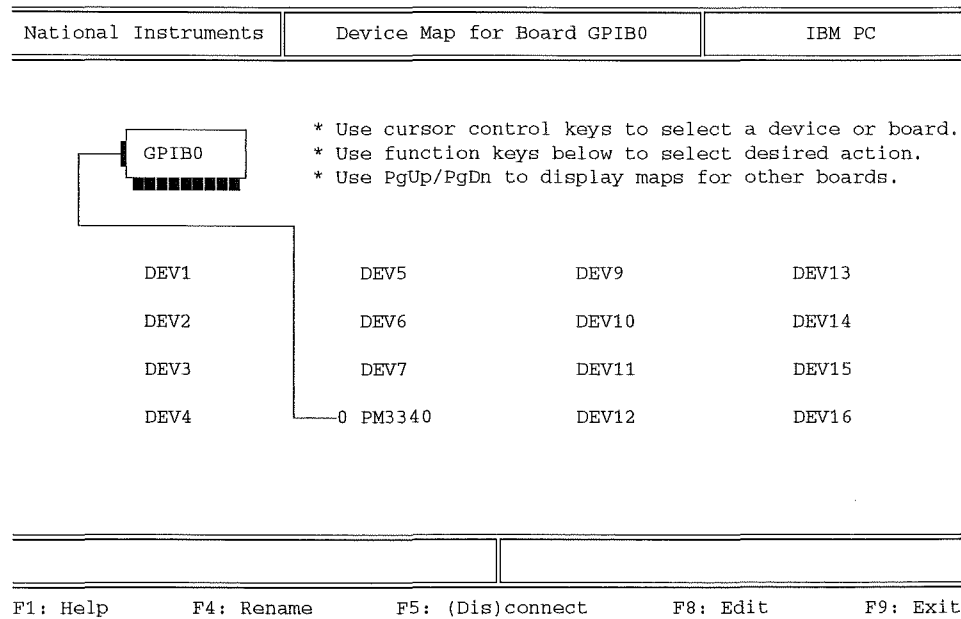 National Instruments Device Map for Board GPIB0 IBM PC
* Use cursor control keys to select a device or board.
GPIB0 * Use function keys below to select desired action.
* Use PgUp/PgDn to display maps for other boards.
DEV1 DEV5 DEV9 DEV13
DEV2 DEV6 DEV10 DEV14
DEV3 DEV7 DEV11 DEV15
DEV4 0 PM3340 DEV12 DEV16
F1: Help F4: Rename F5: (Dis)connect F8: Edit F9: Exit